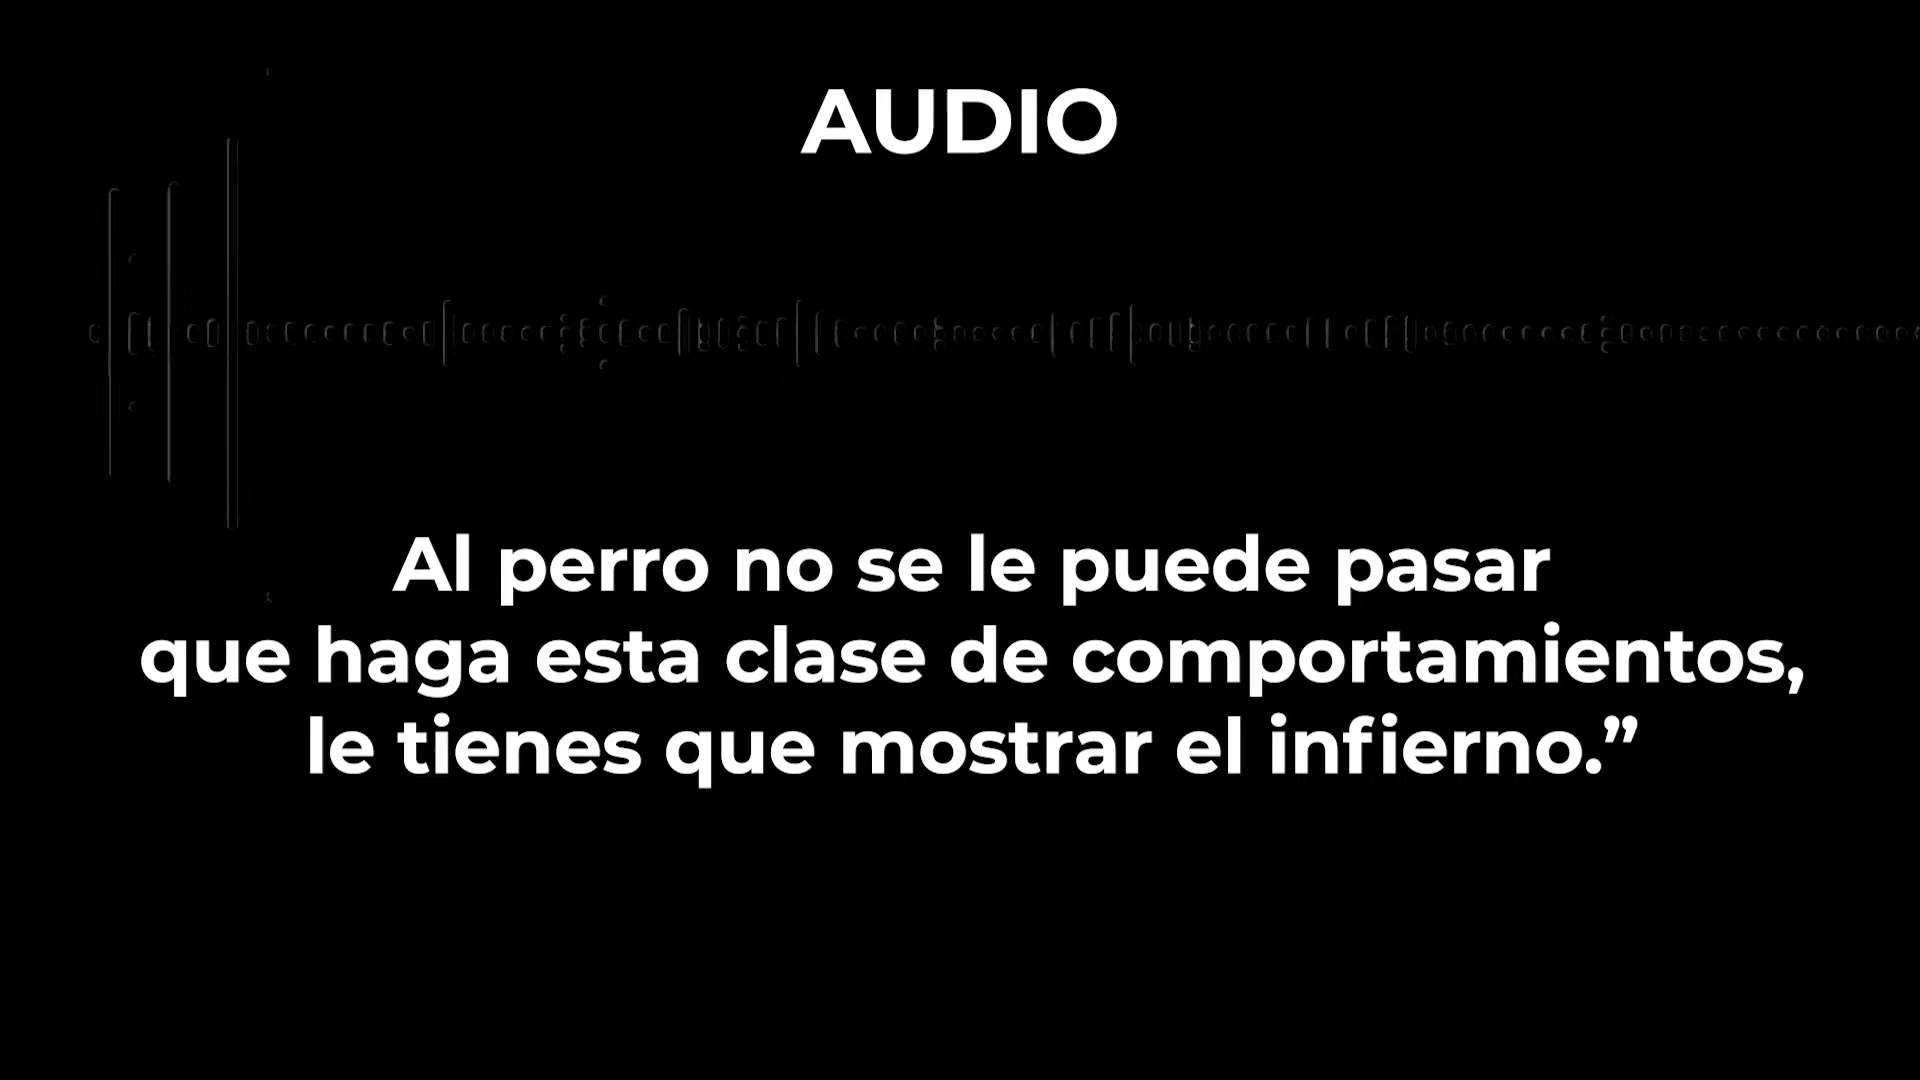 AUDIO
Al perro no se le puede pasar
que haga esta clase de comportamientos,
le tienes que mostrar el infierno.”